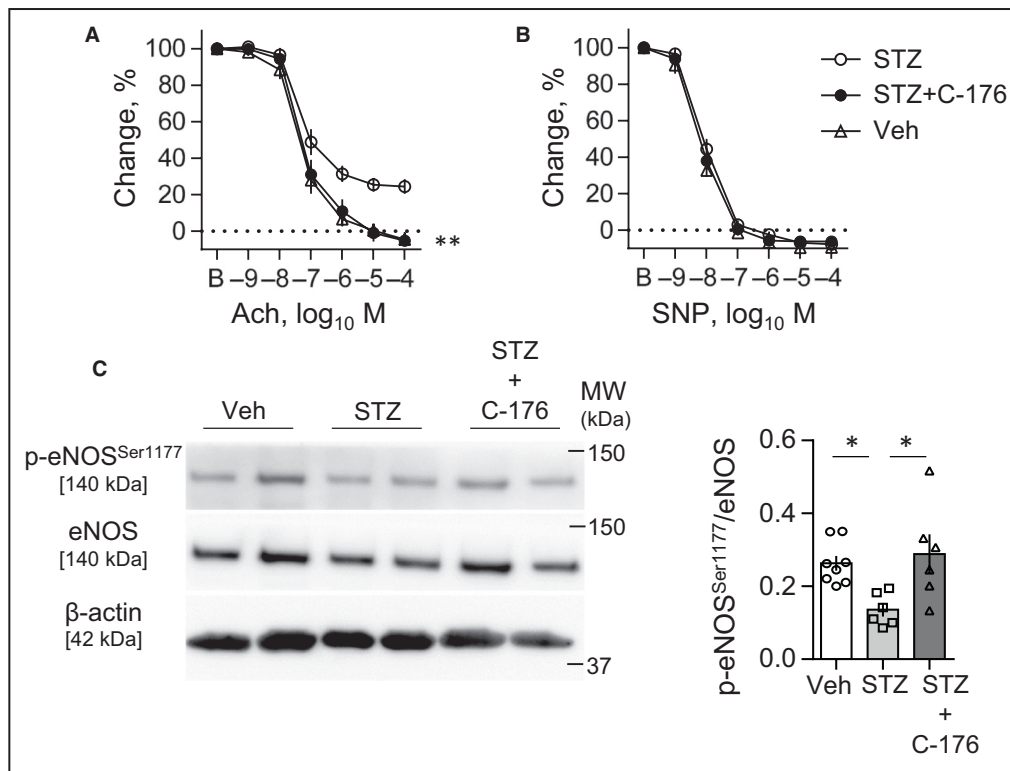 A
Change, %
100
80
60
40
20
0
**
B –9 –8 –7 –6 –5 –4
Ach, log₁₀ M
B
Change, %
100
80
60
40
20
0
B –9 –8 –7 –6 –5 –4
SNP, log₁₀ M
STZ
STZ+C-176
Veh
C
Veh
STZ
STZ
+
C-176
MW
(kDa)
p-eNOSSer1177
[140 kDa]
150
eNOS
[140 kDa]
150
β-actin
[42 kDa]
37
p-eNOSSer1177/eNOS
0.6
0.4
0.2
0.0
* *
Veh STZ STZ
+
C-176